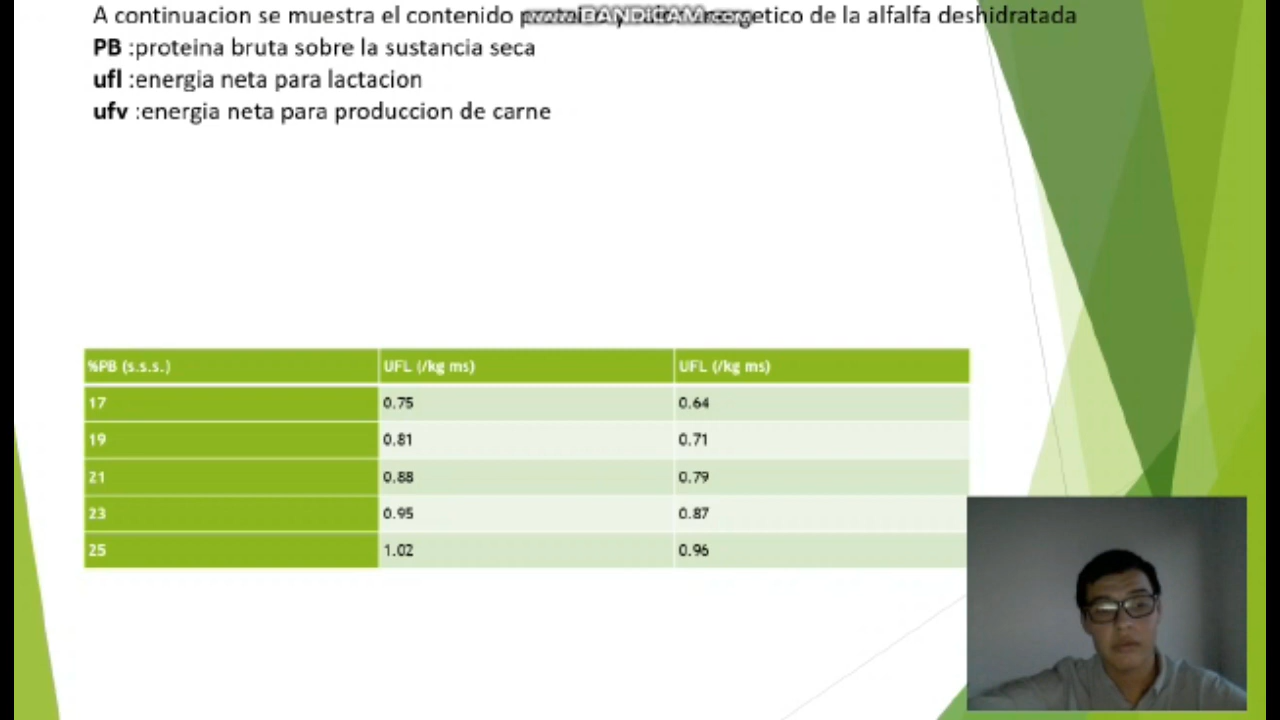 A continuacion se muestra el contenido de la alfalfa deshidratada
www.BANDICAM.com
PB :proteina bruta sobre la sustancia seca
ufl :energia neta para lactacion
ufv :energia neta para produccion de carne
%PB (s.s.s.) UFL (/kg ms) UFL (/kg ms)
17 0.75 0.64
19 0.81 0.71
21 0.88 0.79
23 0.95 0.87
25 1.02 0.96